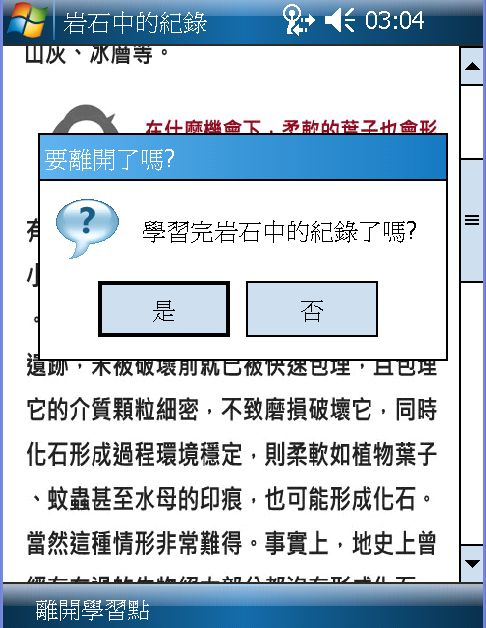 岩石中的紀錄 03:04
山灰、冰層等。
在什麼機會下，柔軟的葉子也會形
要離開了嗎?
學習完岩石中的紀錄了嗎?
是 否
有
小
。
遺跡，未被破壞前就已被快速包埋，且包埋
它的介質顆粒細密，不致磨損破壞它，同時
化石形成過程環境穩定，則柔軟如植物葉子
、蚊蟲甚至水母的印痕，也可能形成化石。
當然這種情形非常難得。事實上，地史上曾
離開學習點